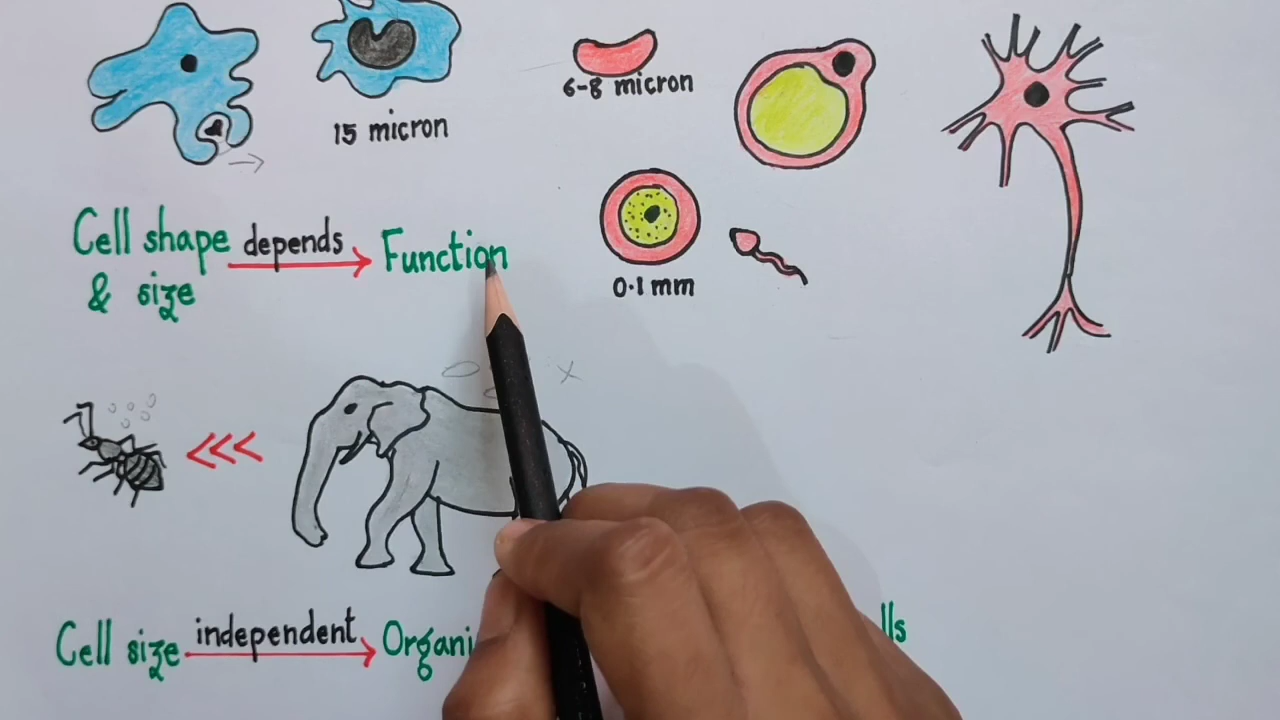 15 micron
6-8 micron
0.1 mm
Cell shape depends Function
& size
Cell size independent